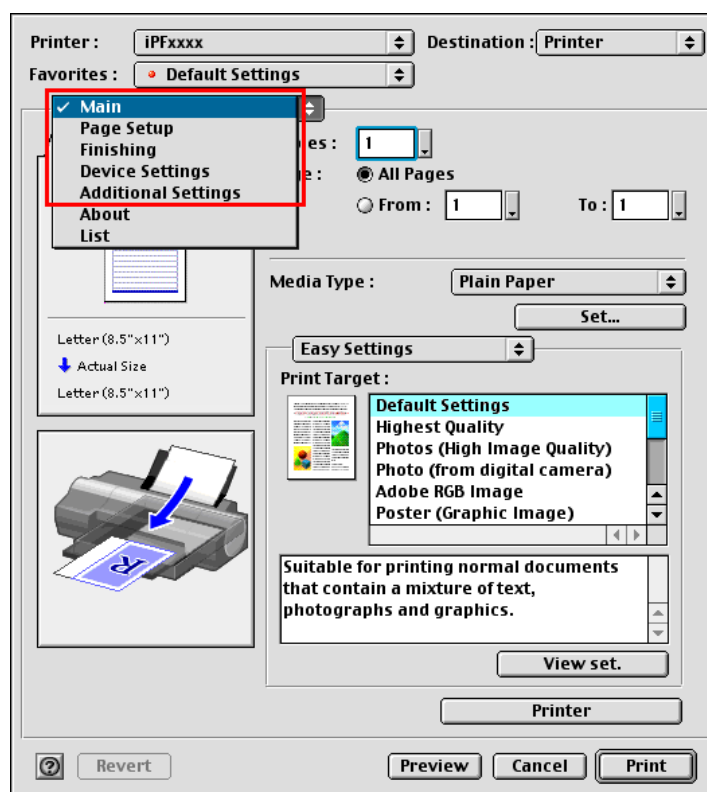 Printer : iPFxxxx Destination : Printer
Favorites : Default Settings
✓ Main
Page Setup
Finishing
Device Settings
Additional Settings
About
List
es : 1
e : All Pages
From : 1 To : 1
Media Type : Plain Paper
Set...
Letter (8.5"×11")
Actual Size
Letter (8.5"×11")
Easy Settings
Print Target :
Default Settings
Highest Quality
Photos (High Image Quality)
Photo (from digital camera)
Adobe RGB Image
Poster (Graphic Image)
Suitable for printing normal documents
that contain a mixture of text,
photographs and graphics.
View set.
Printer
R
? Revert Preview Cancel Print